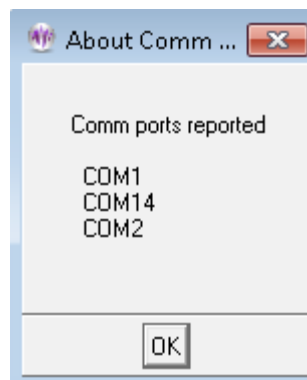 About Comm ...
Comm ports reported
COM1
COM14
COM2
OK